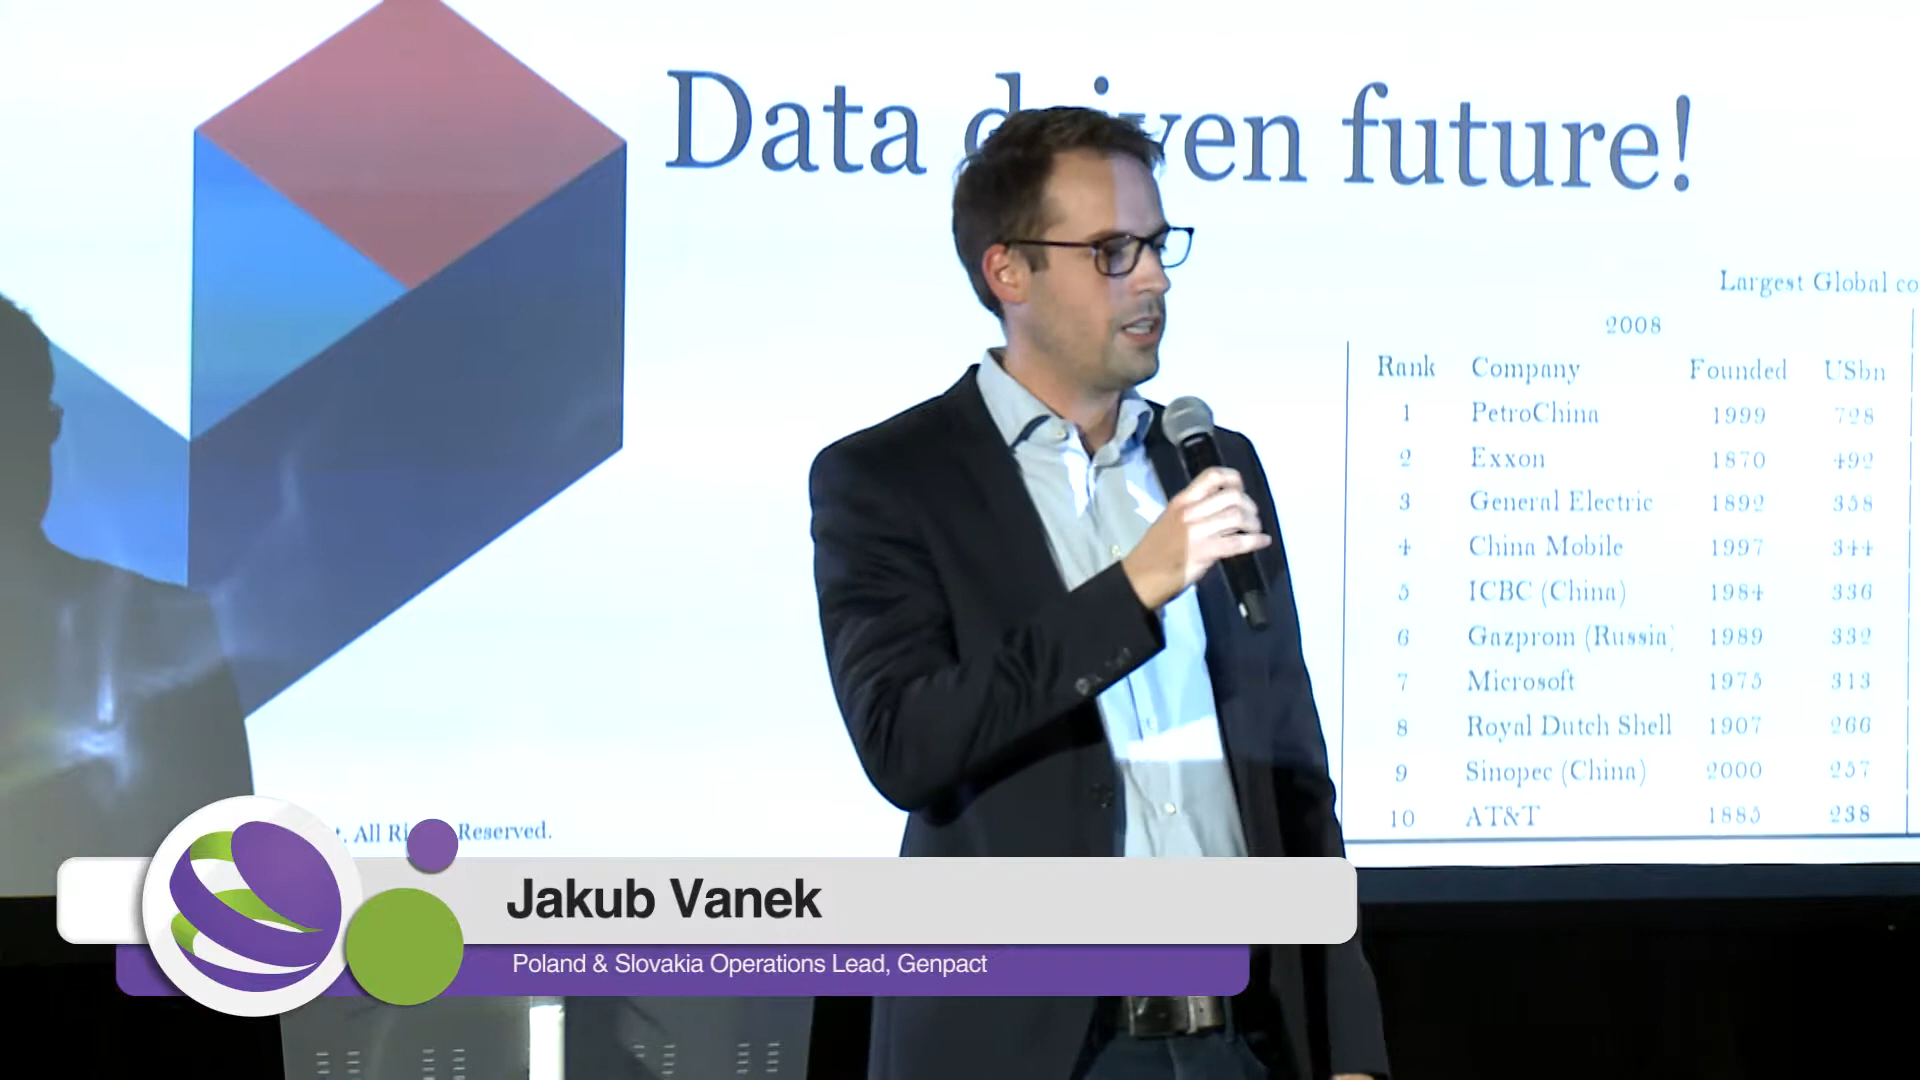 Data driven future!
Largest Global co
2008
Rank Company Founded USbn
1 PetroChina 1999 728
2 Exxon 1870 492
3 General Electric 1892 358
4 China Mobile 1997 344
5 ICBC (China) 1984 336
6 Gazprom (Russia) 1989 332
7 Microsoft 1975 313
8 Royal Dutch Shell 1907 266
9 Sinopec (China) 2000 257
10 AT&T 1885 238
t. All Rights Reserved.
Jakub Vanek
Poland & Slovakia Operations Lead, Genpact